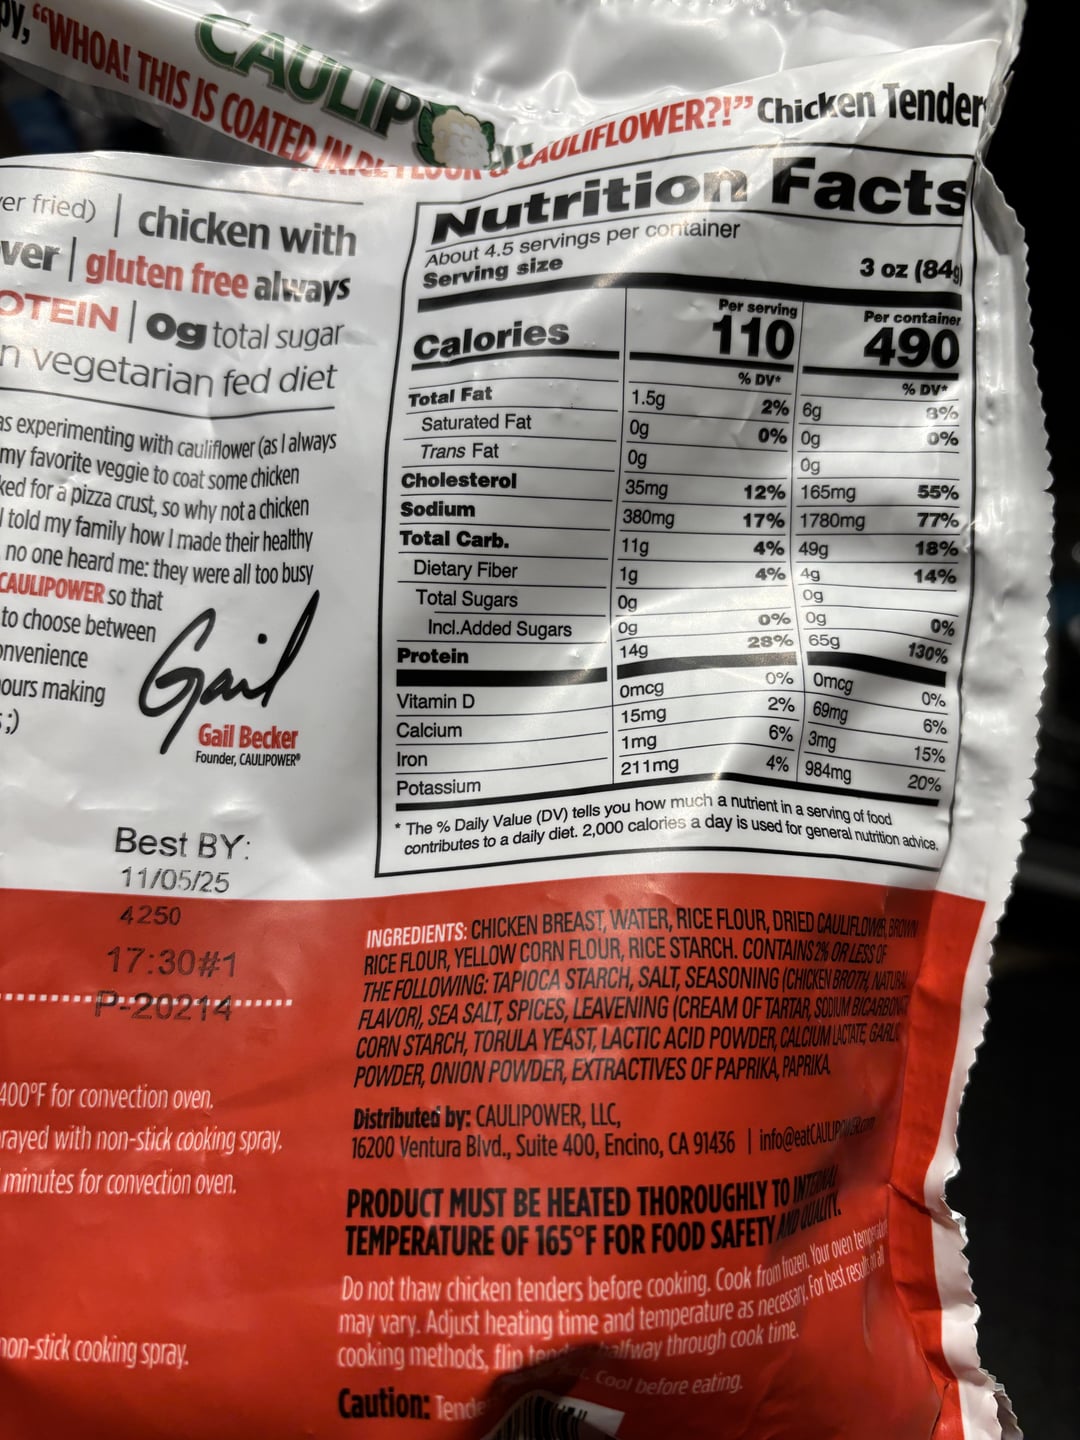 py, "WHOA! THIS IS COATED IN
CAULIP
CAULIFLOWER?!" Chicken Tender
er fried) | chicken with
ver | gluten free always
OTEIN | 0g total sugar
n vegetarian fed diet
as experimenting with cauliflower (as I always
my favorite veggie to coat some chicken
ked for a pizza crust, so why not a chicken
I told my family how I made their healthy
no one heard me: they were all too busy
CAULIPOWER so that
to choose between
onvenience
ours making
;)
Gail
Gail Becker
Founder, CAULIPOWER®
Nutrition Facts
About 4.5 servings per container
Serving size 3 oz (84g
Per serving Per container
Calories 110 490
% DV* % DV*
Total Fat 1.5g 2% 6g 8%
Saturated Fat 0g 0% 0g 0%
Trans Fat 0g 0g
Cholesterol 35mg 12% 165mg 55%
Sodium 380mg 17% 1780mg 77%
Total Carb. 11g 4% 49g 18%
Dietary Fiber 1g 4% 4g 14%
Total Sugars 0g 0g
Incl.Added Sugars 0g 0% 0g 0%
Protein 14g 28% 65g 130%
Vitamin D 0mcg 0% 0mcg 0%
Calcium 15mg 2% 69mg 6%
Iron 1mg 6% 3mg 15%
Potassium 211mg 4% 984mg 20%
* The % Daily Value (DV) tells you how much a nutrient in a serving of food
contributes to a daily diet. 2,000 calories a day is used for general nutrition advice.
Best BY:
11/05/25
4250
17:30#1
P-20214
400°F for convection oven.
rayed with non-stick cooking spray.
minutes for convection oven.
non-stick cooking spray.
INGREDIENTS: CHICKEN BREAST, WATER, RICE FLOUR, DRIED CAULIFLOWER, BROWN
RICE FLOUR, YELLOW CORN FLOUR, RICE STARCH. CONTAINS 2% OR LESS OF
THE FOLLOWING: TAPIOCA STARCH, SALT, SEASONING (CHICKEN BROTH, NATURAL
FLAVOR), SEA SALT, SPICES, LEAVENING (CREAM OF TARTAR, SODIUM BICARBONA
CORN STARCH, TORULA YEAST, LACTIC ACID POWDER, CALCIUM LACTATE, GARLIC
POWDER, ONION POWDER, EXTRACTIVES OF PAPRIKA, PAPRIKA.
Distributed by: CAULIPOWER, LLC,
16200 Ventura Blvd., Suite 400, Encino, CA 91436 | info@eatCAULIPOWER.com
PRODUCT MUST BE HEATED THOROUGHLY TO INTERNAL
TEMPERATURE OF 165°F FOR FOOD SAFETY AND QUALITY.
Do not thaw chicken tenders before cooking. Cook from frozen. Your oven temperature
may vary. Adjust heating time and temperature as necessary. For best results on all
cooking methods, flip halfway through cook time.
Caution: Tende Cool before eating.